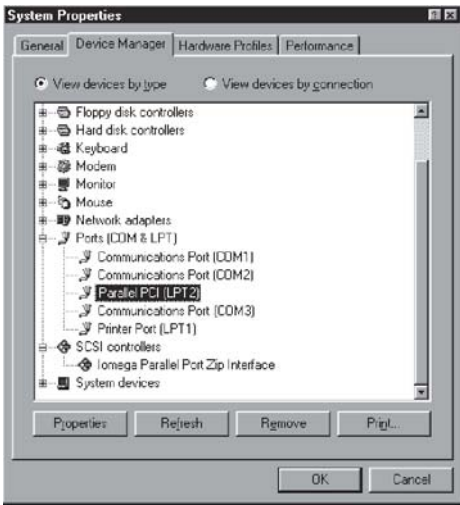 System Properties
General Device Manager Hardware Profiles Performance
View devices by type View devices by connection
Floppy disk controllers
Hard disk controllers
Keyboard
Modem
Monitor
Mouse
Network adapters
Ports (COM & LPT)
Communications Port (COM1)
Communications Port (COM2)
Parallel PCI (LPT2)
Communications Port (COM3)
Printer Port (LPT1)
SCSI controllers
Iomega Parallel Port Zip Interface
System devices
Properties Refresh Remove Print...
OK Cancel